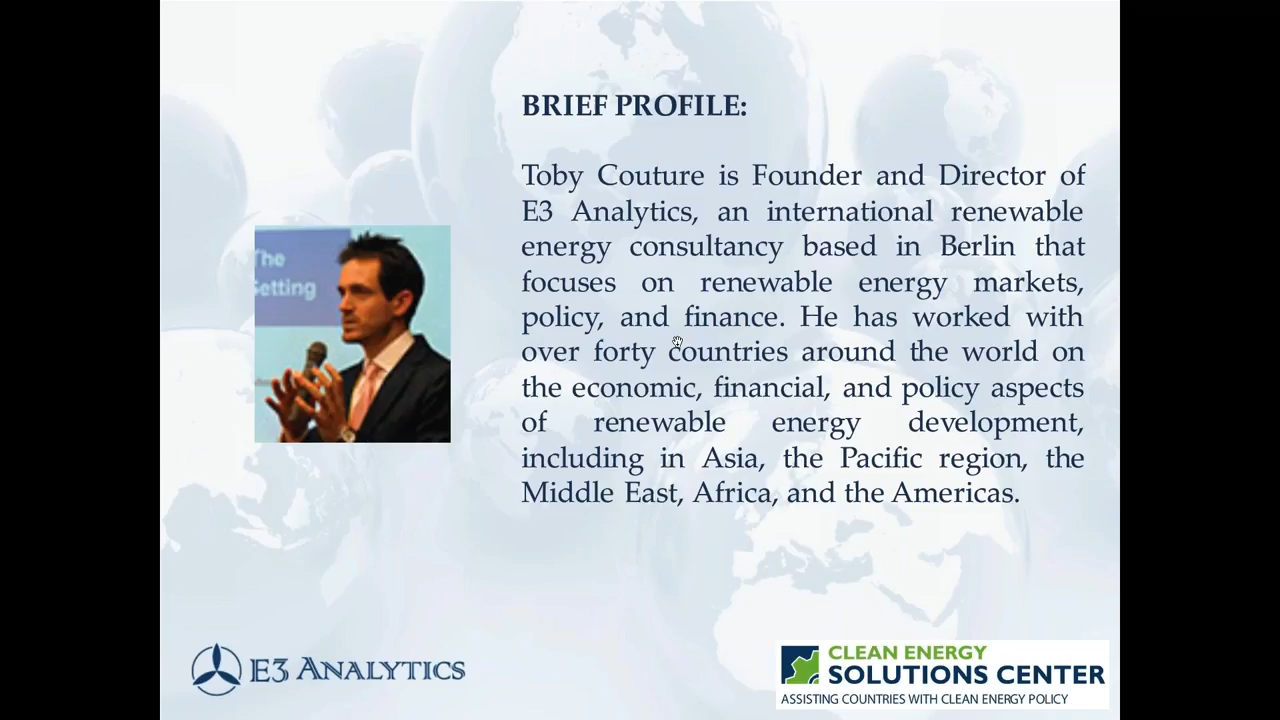 BRIEF PROFILE:
Toby Couture is Founder and Director of
E3 Analytics, an international renewable
energy consultancy based in Berlin that
focuses on renewable energy markets,
policy, and finance. He has worked with
over forty countries around the world on
the economic, financial, and policy aspects
of renewable energy development,
including in Asia, the Pacific region, the
Middle East, Africa, and the Americas.
The
Setting
E3 ANALYTICS
CLEAN ENERGY
SOLUTIONS CENTER
ASSISTING COUNTRIES WITH CLEAN ENERGY POLICY